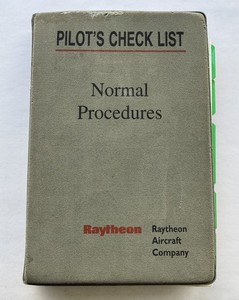 PILOT'S CHECK LIST
Normal
Procedures
Raytheon Raytheon
Aircraft
Company